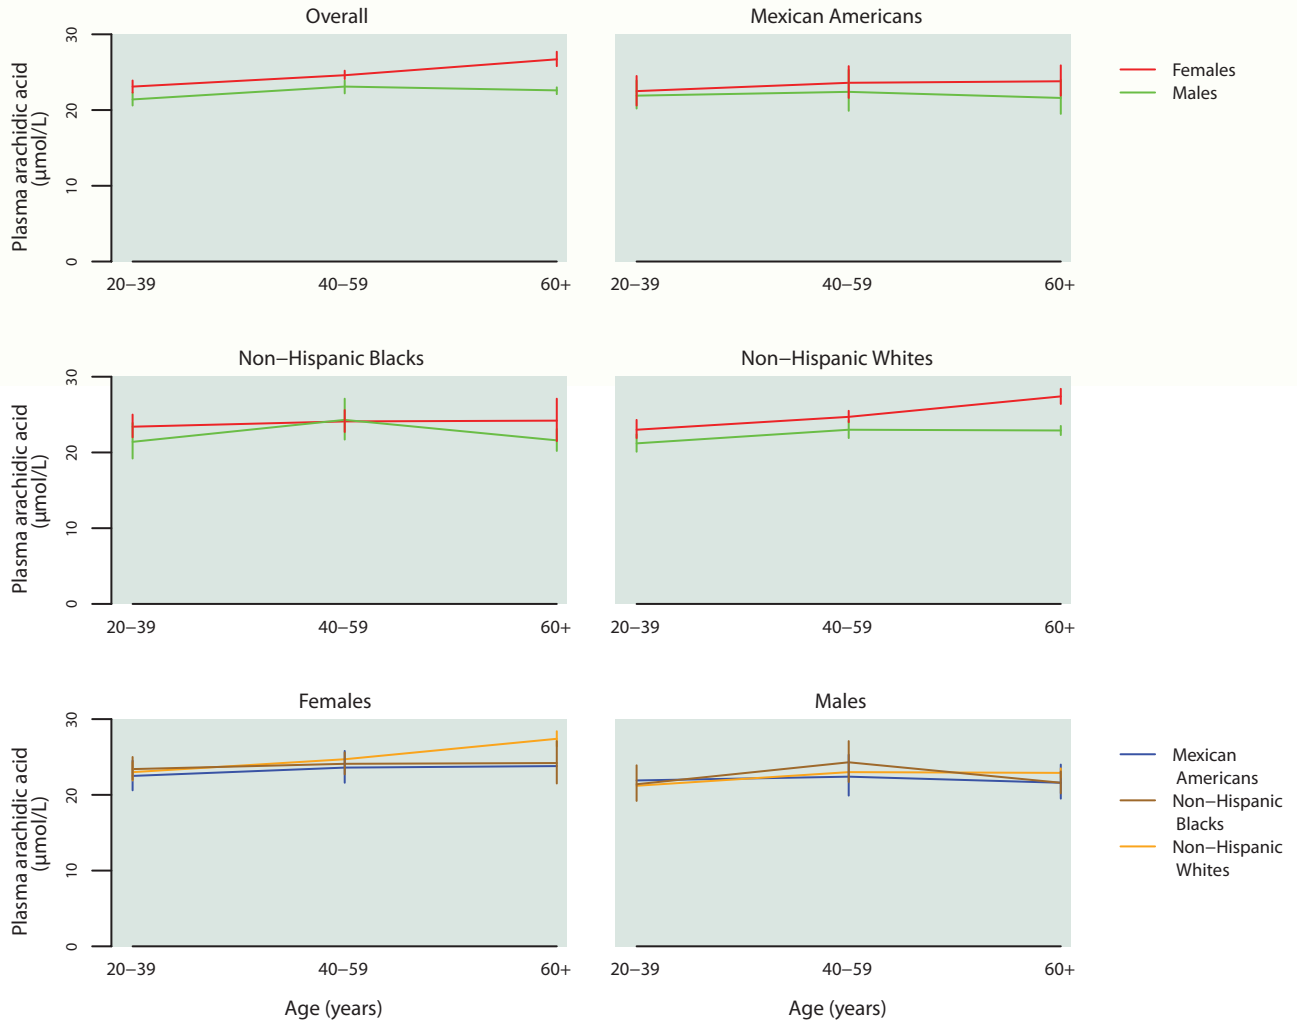 Overall
Mexican Americans
Plasma arachidic acid
(μmol/L)
30
20
10
0
20−39
40−59
60+
20−39
40−59
60+
Females
Males
Non−Hispanic Blacks
Non−Hispanic Whites
Plasma arachidic acid
(μmol/L)
30
20
10
0
20−39
40−59
60+
20−39
40−59
60+
Females
Males
Plasma arachidic acid
(μmol/L)
30
20
10
0
20−39
40−59
60+
20−39
40−59
60+
Age (years)
Age (years)
Mexican
Americans
Non−Hispanic
Blacks
Non−Hispanic
Whites